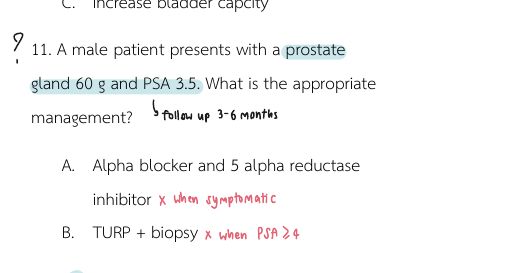 C. Increase bladder capcity
? 11. A male patient presents with a prostate
gland 60 g and PSA 3.5. What is the appropriate
management? ↳ follow up 3-6 months
A. Alpha blocker and 5 alpha reductase
inhibitor x when symptomatic
B. TURP + biopsy x when PSA ≥ 4